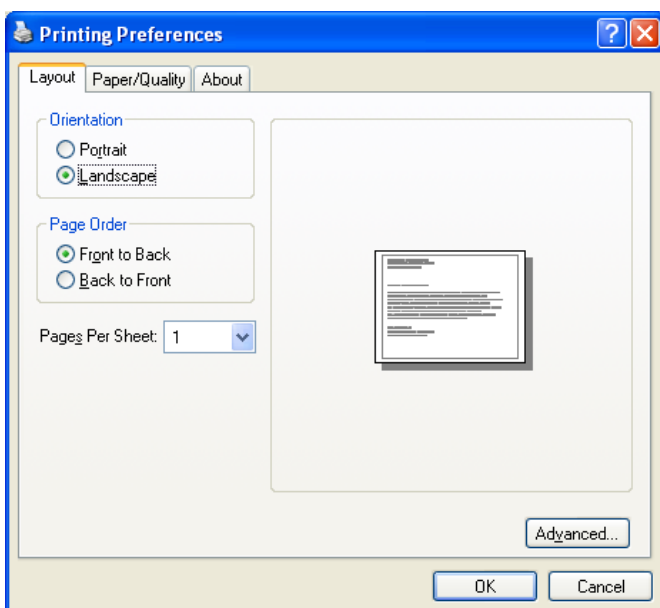 Printing Preferences
Layout
Paper/Quality
About
Orientation
Portrait
Landscape
Page Order
Front to Back
Back to Front
Pages Per Sheet: 1
Advanced...
OK
Cancel